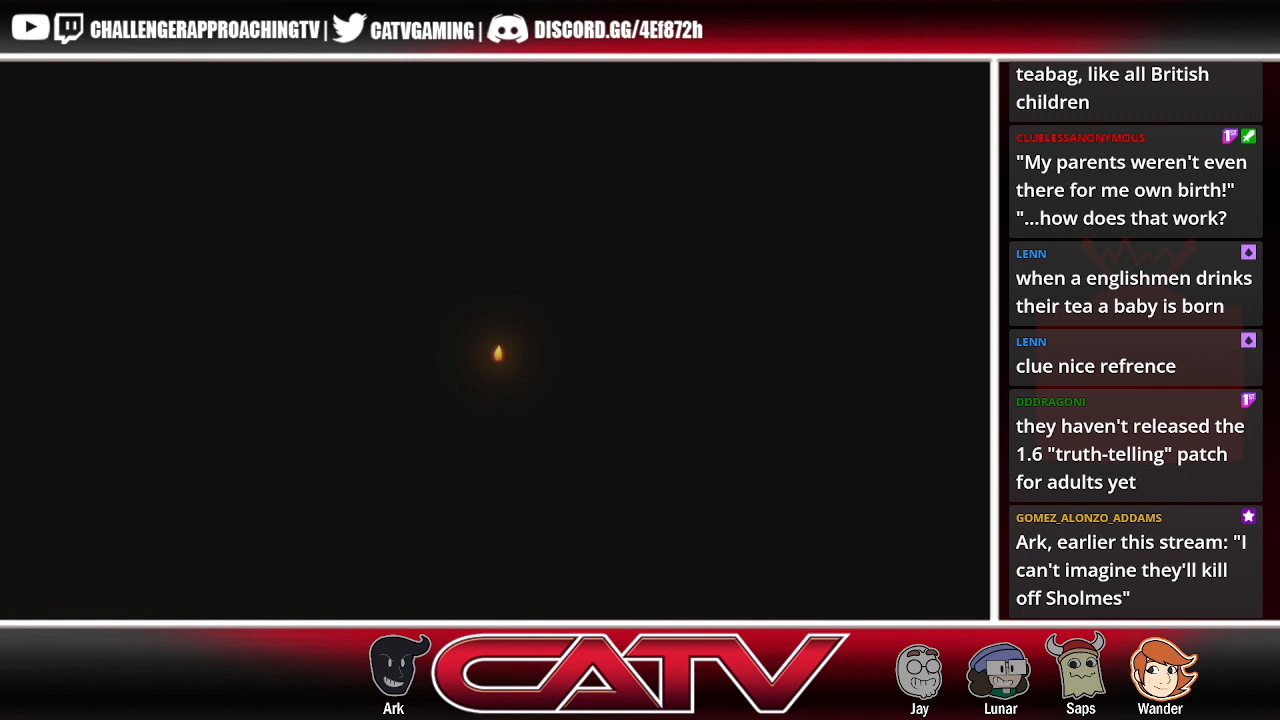 CHALLENGERAPPROACHINGTV | CATVGAMING | DISCORD.GG/4Ef872h
teabag, like all British
children
CLUELESSANONYMOUS
"My parents weren't even
there for me own birth!"
"...how does that work?
LENN
when a englishmen drinks
their tea a baby is born
LENN
clue nice refrence
DDDRAGONI
they haven't released the
1.6 "truth-telling" patch
for adults yet
GOMEZ_ALONZO_ADDAMS
Ark, earlier this stream: "I
can't imagine they'll kill
off Sholmes"
CATV
Ark
Jay
Lunar
Saps
Wander